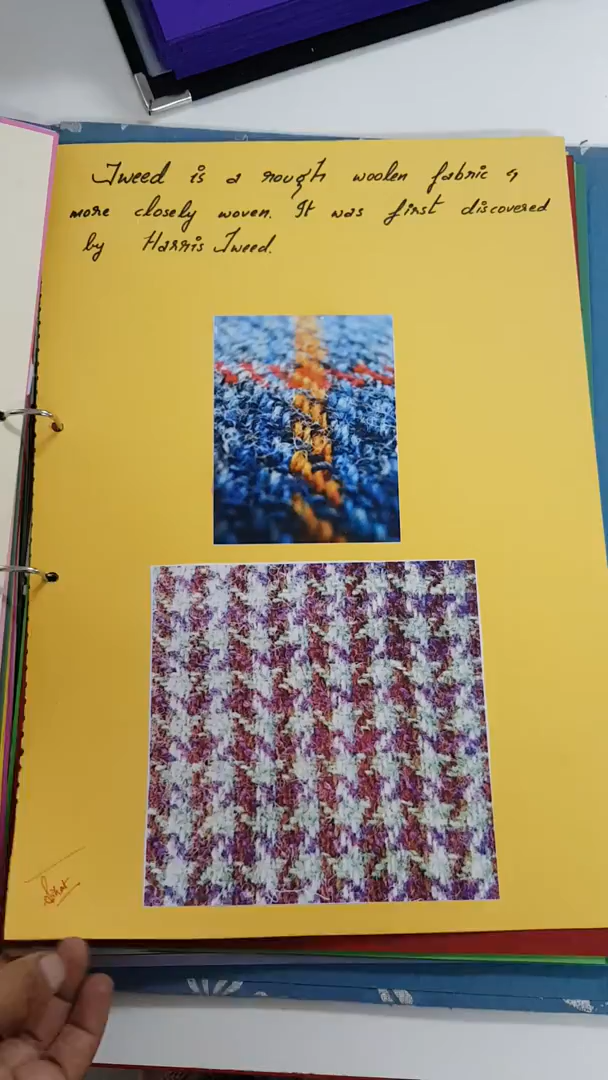 Tweed is a rough woolen fabric &
more closely woven. It was first discovered
by Harris Tweed.